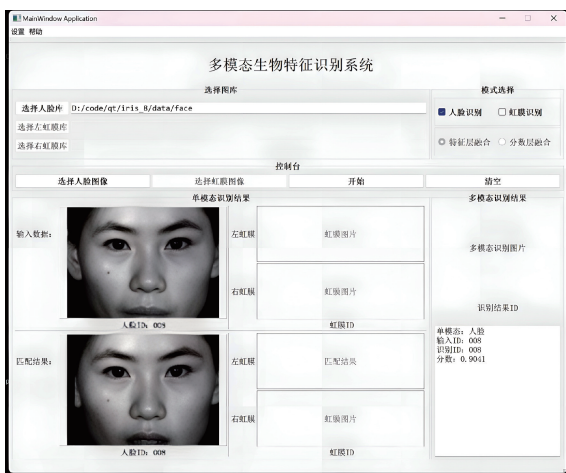 MainWindow Application
设置 帮助
多模态生物特征识别系统
选择图库
选择人脸库 D:/code/qt/iris_8/data/face
选择左虹膜库
选择右虹膜库
模式选择
人脸识别 虹膜识别
特征层融合 分数层融合
控制台
选择人脸图像 选择虹膜图像 开始 清空
单模态识别结果
输入数据:
左虹膜 虹膜图片
右虹膜 虹膜图片
人脸ID: 008 虹膜ID
匹配结果:
左虹膜 匹配结果
右虹膜 虹膜图片
人脸ID: 008 虹膜ID
多模态识别结果
多模态识别图片
识别结果ID
单模态: 人脸
输入ID: 008
识别ID: 008
分数: 0.9041